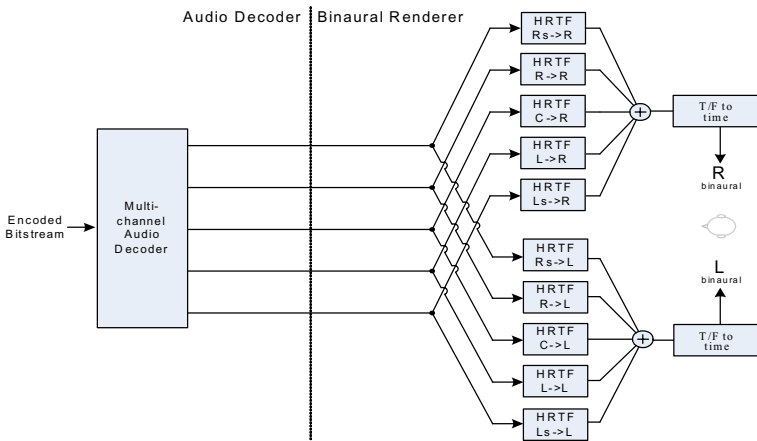 Audio Decoder
Binaural Renderer
Encoded
Bitstream
Multi-
channel
Audio
Decoder
HRTF
Rs->R
HRTF
R->R
HRTF
C->R
HRTF
L->R
HRTF
Ls->R
HRTF
Rs->L
HRTF
R->L
HRTF
C->L
HRTF
L->L
HRTF
Ls->L
+
+
T/F to
time
R
binaural
L
binaural
T/F to
time